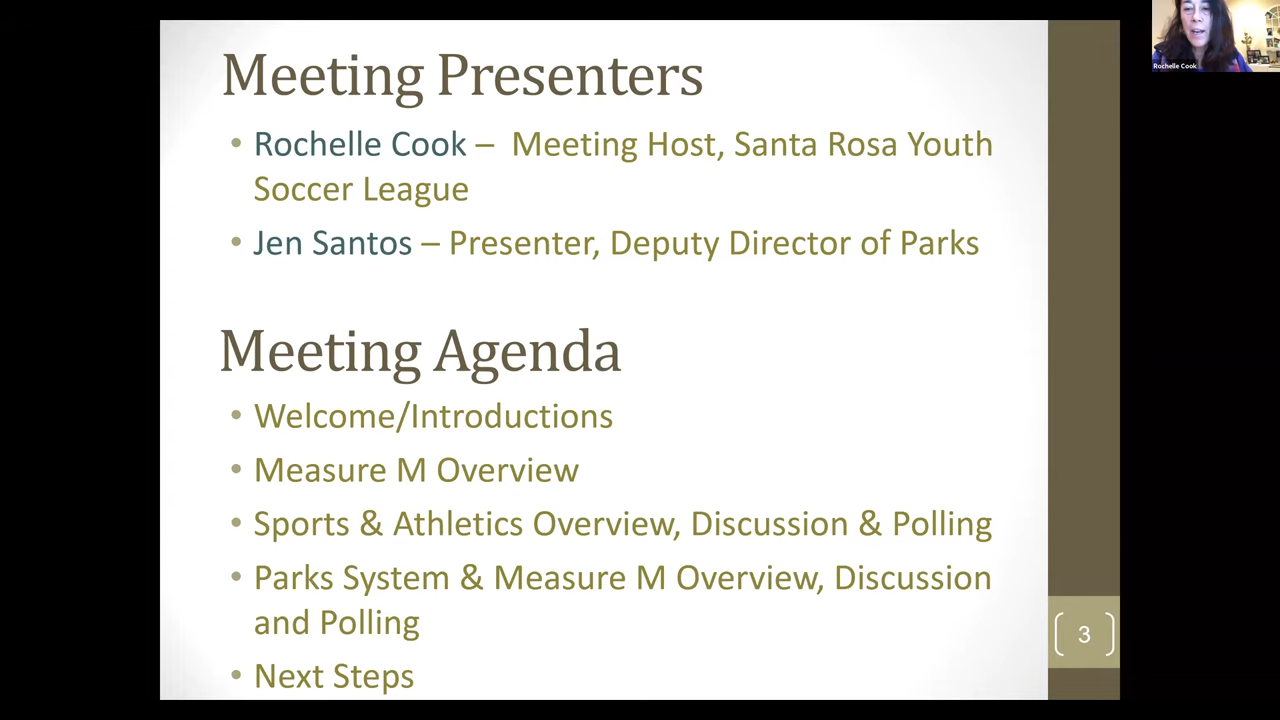 Meeting Presenters
• Rochelle Cook – Meeting Host, Santa Rosa Youth
Soccer League
• Jen Santos – Presenter, Deputy Director of Parks
Meeting Agenda
• Welcome/Introductions
• Measure M Overview
• Sports & Athletics Overview, Discussion & Polling
• Parks System & Measure M Overview, Discussion
and Polling
• Next Steps
3
Rochelle Cook